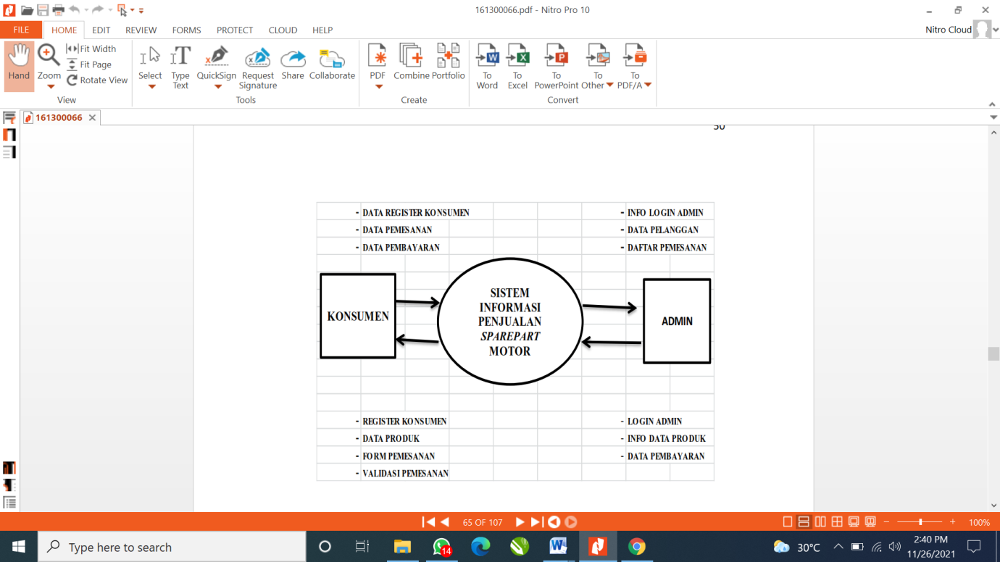 161300066.pdf - Nitro Pro 10
FILE HOME EDIT REVIEW FORMS PROTECT CLOUD HELP
Nitro Cloud
Hand
Zoom
Fit Width
Fit Page
Rotate View
View
Select
Type Text
QuickSign
Request Signature
Share
Collaborate
Tools
PDF
Combine
Portfolio
Create
To Word
To Excel
To PowerPoint
To Other
To PDF/A
Convert
161300066
- DATA REGISTER KONSUMEN
- DATA PEMESANAN
- DATA PEMBAYARAN
- INFO LOGIN ADMIN
- DATA PELANGGAN
- DAFTAR PEMESANAN
KONSUMEN
SISTEM
INFORMASI
PENJUALAN
SPAREPART
MOTOR
ADMIN
- REGISTER KONSUMEN
- DATA PRODUK
- FORM PEMESANAN
- VALIDASI PEMESANAN
- LOGIN ADMIN
- INFO DATA PRODUK
- DATA PEMBAYARAN
65 OF 107
100%
Type here to search
14
30°C
2:40 PM
11/26/2021